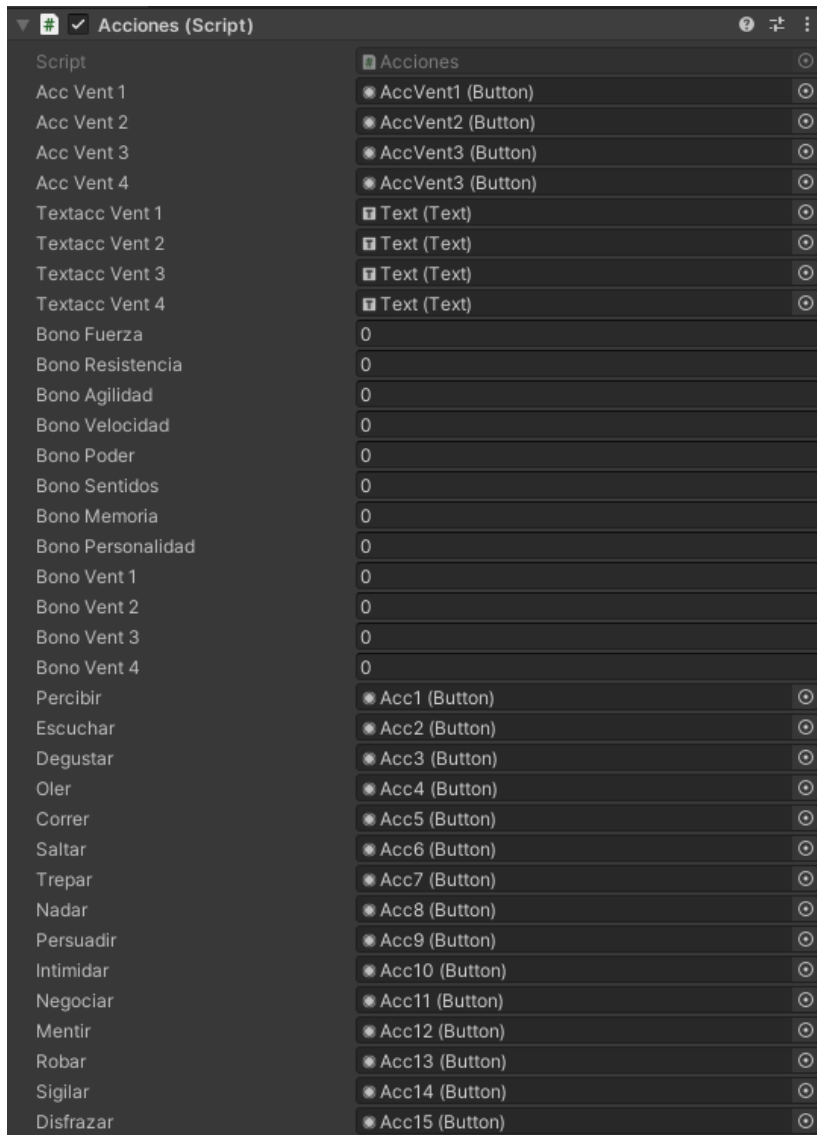 Acciones (Script)
Script Acciones
Acc Vent 1 AccVent1 (Button)
Acc Vent 2 AccVent2 (Button)
Acc Vent 3 AccVent3 (Button)
Acc Vent 4 AccVent3 (Button)
Textacc Vent 1 Text (Text)
Textacc Vent 2 Text (Text)
Textacc Vent 3 Text (Text)
Textacc Vent 4 Text (Text)
Bono Fuerza 0
Bono Resistencia 0
Bono Agilidad 0
Bono Velocidad 0
Bono Poder 0
Bono Sentidos 0
Bono Memoria 0
Bono Personalidad 0
Bono Vent 1 0
Bono Vent 2 0
Bono Vent 3 0
Bono Vent 4 0
Percibir Acc1 (Button)
Escuchar Acc2 (Button)
Degustar Acc3 (Button)
Oler Acc4 (Button)
Correr Acc5 (Button)
Saltar Acc6 (Button)
Trepar Acc7 (Button)
Nadar Acc8 (Button)
Persuadir Acc9 (Button)
Intimidar Acc10 (Button)
Negociar Acc11 (Button)
Mentir Acc12 (Button)
Robar Acc13 (Button)
Sigilar Acc14 (Button)
Disfrazar Acc15 (Button)